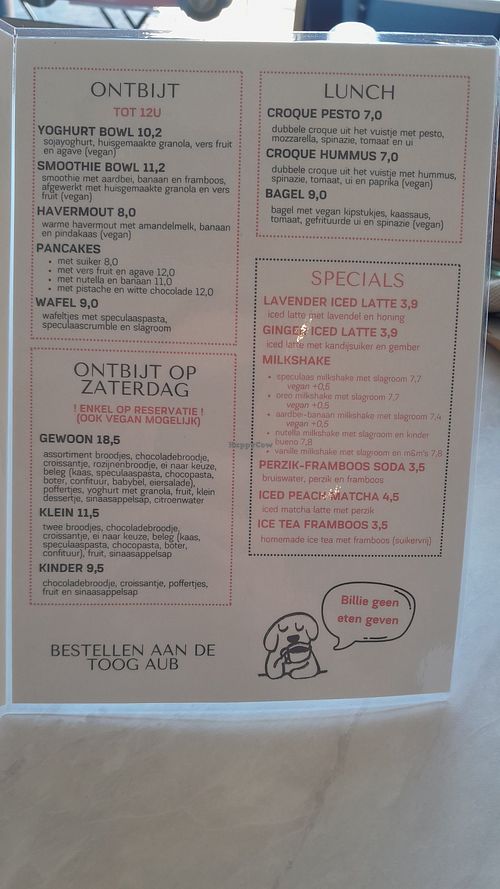 ONTBIJT
TOT 12U
YOGHURT BOWL 10,2
sojayoghurt, huisgemaakte granola, vers fruit
en agave (vegan)
SMOOTHIE BOWL 11,2
smoothie met aardbei, banaan en framboos,
afgewerkt met huisgemaakte granola en vers
fruit (vegan)
HAVERMOUT 8,0
warme havermout met amandelmelk, banaan
en pindakaas (vegan)
PANCAKES
• met suiker 8,0
• met vers fruit en agave 12,0
• met nutella en banaan 11,0
• met pistache en witte chocolade 12,0
WAFEL 9,0
wafeltjes met speculaaspasta,
speculaascrumble en slagroom
ONTBIJT OP
ZATERDAG
! ENKEL OP RESERVATIE !
(OOK VEGAN MOGELIJK)
GEWOON 18,5
assortiment broodjes, chocoladebroodje,
croissantje, rozijnenbroodje, ei naar keuze,
beleg (kaas, speculaaspasta, chocopasta,
boter, confituur, babybel, eiersalade),
poffertjes, yoghurt met granola, fruit, klein
dessertje, sinaasappelsap, citroenwater
KLEIN 11,5
twee broodjes, chocoladebroodje,
croissantje, ei naar keuze, beleg (kaas,
speculaaspasta, chocopasta, boter,
confituur), fruit, sinaasappelsap
KINDER 9,5
chocoladebroodje, croissantje, poffertjes,
fruit en sinaasappelsap
BESTELLEN AAN DE
TOOG AUB
LUNCH
CROQUE PESTO 7,0
dubbele croque uit het vuistje met pesto,
mozzarella, spinazie, tomaat en ui
CROQUE HUMMUS 7,0
dubbele croque uit het vuistje met hummus,
spinazie, tomaat, ui en paprika (vegan)
BAGEL 9,0
bagel met vegan kipstukjes, kaassaus,
tomaat, gefrituurde ui en spinazie (vegan)
SPECIALS
LAVENDER ICED LATTE 3,9
iced latte met lavendel en honing
GINGER ICED LATTE 3,9
iced latte met kandijsuiker en gember
MILKSHAKE
• speculaas milkshake met slagroom 7,7
vegan +0,5
• oreo milkshake met slagroom 7,7
vegan +0,5
• aardbei-banaan milkshake met slagroom 7,4
vegan +0,5
• nutella milkshake met slagroom en kinder
bueno 7,8
• vanille milkshake met slagroom en m&m's 7,8
PERZIK-FRAMBOOS SODA 3,5
bruiswater, perzik en framboos
ICED PEACH MATCHA 4,5
iced matcha latte met perzik
ICE TEA FRAMBOOS 3,5
homemade ice tea met framboos (suikervrij)
Billie geen
eten geven
HappyCow